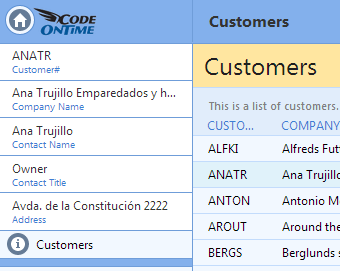 CODE
ONTIME
ANATR
Customer#
Ana Trujillo Emparedados y h...
Company Name
Ana Trujillo
Contact Name
Owner
Contact Title
Avda. de la Constitución 2222
Address
Customers
Customers
Customers
This is a list of customers.
CUSTO... COMPANY
ALFKI Alfreds Fut
ANATR Ana Trujillo
ANTON Antonio M
AROUT Around the
BERGS Berglunds s